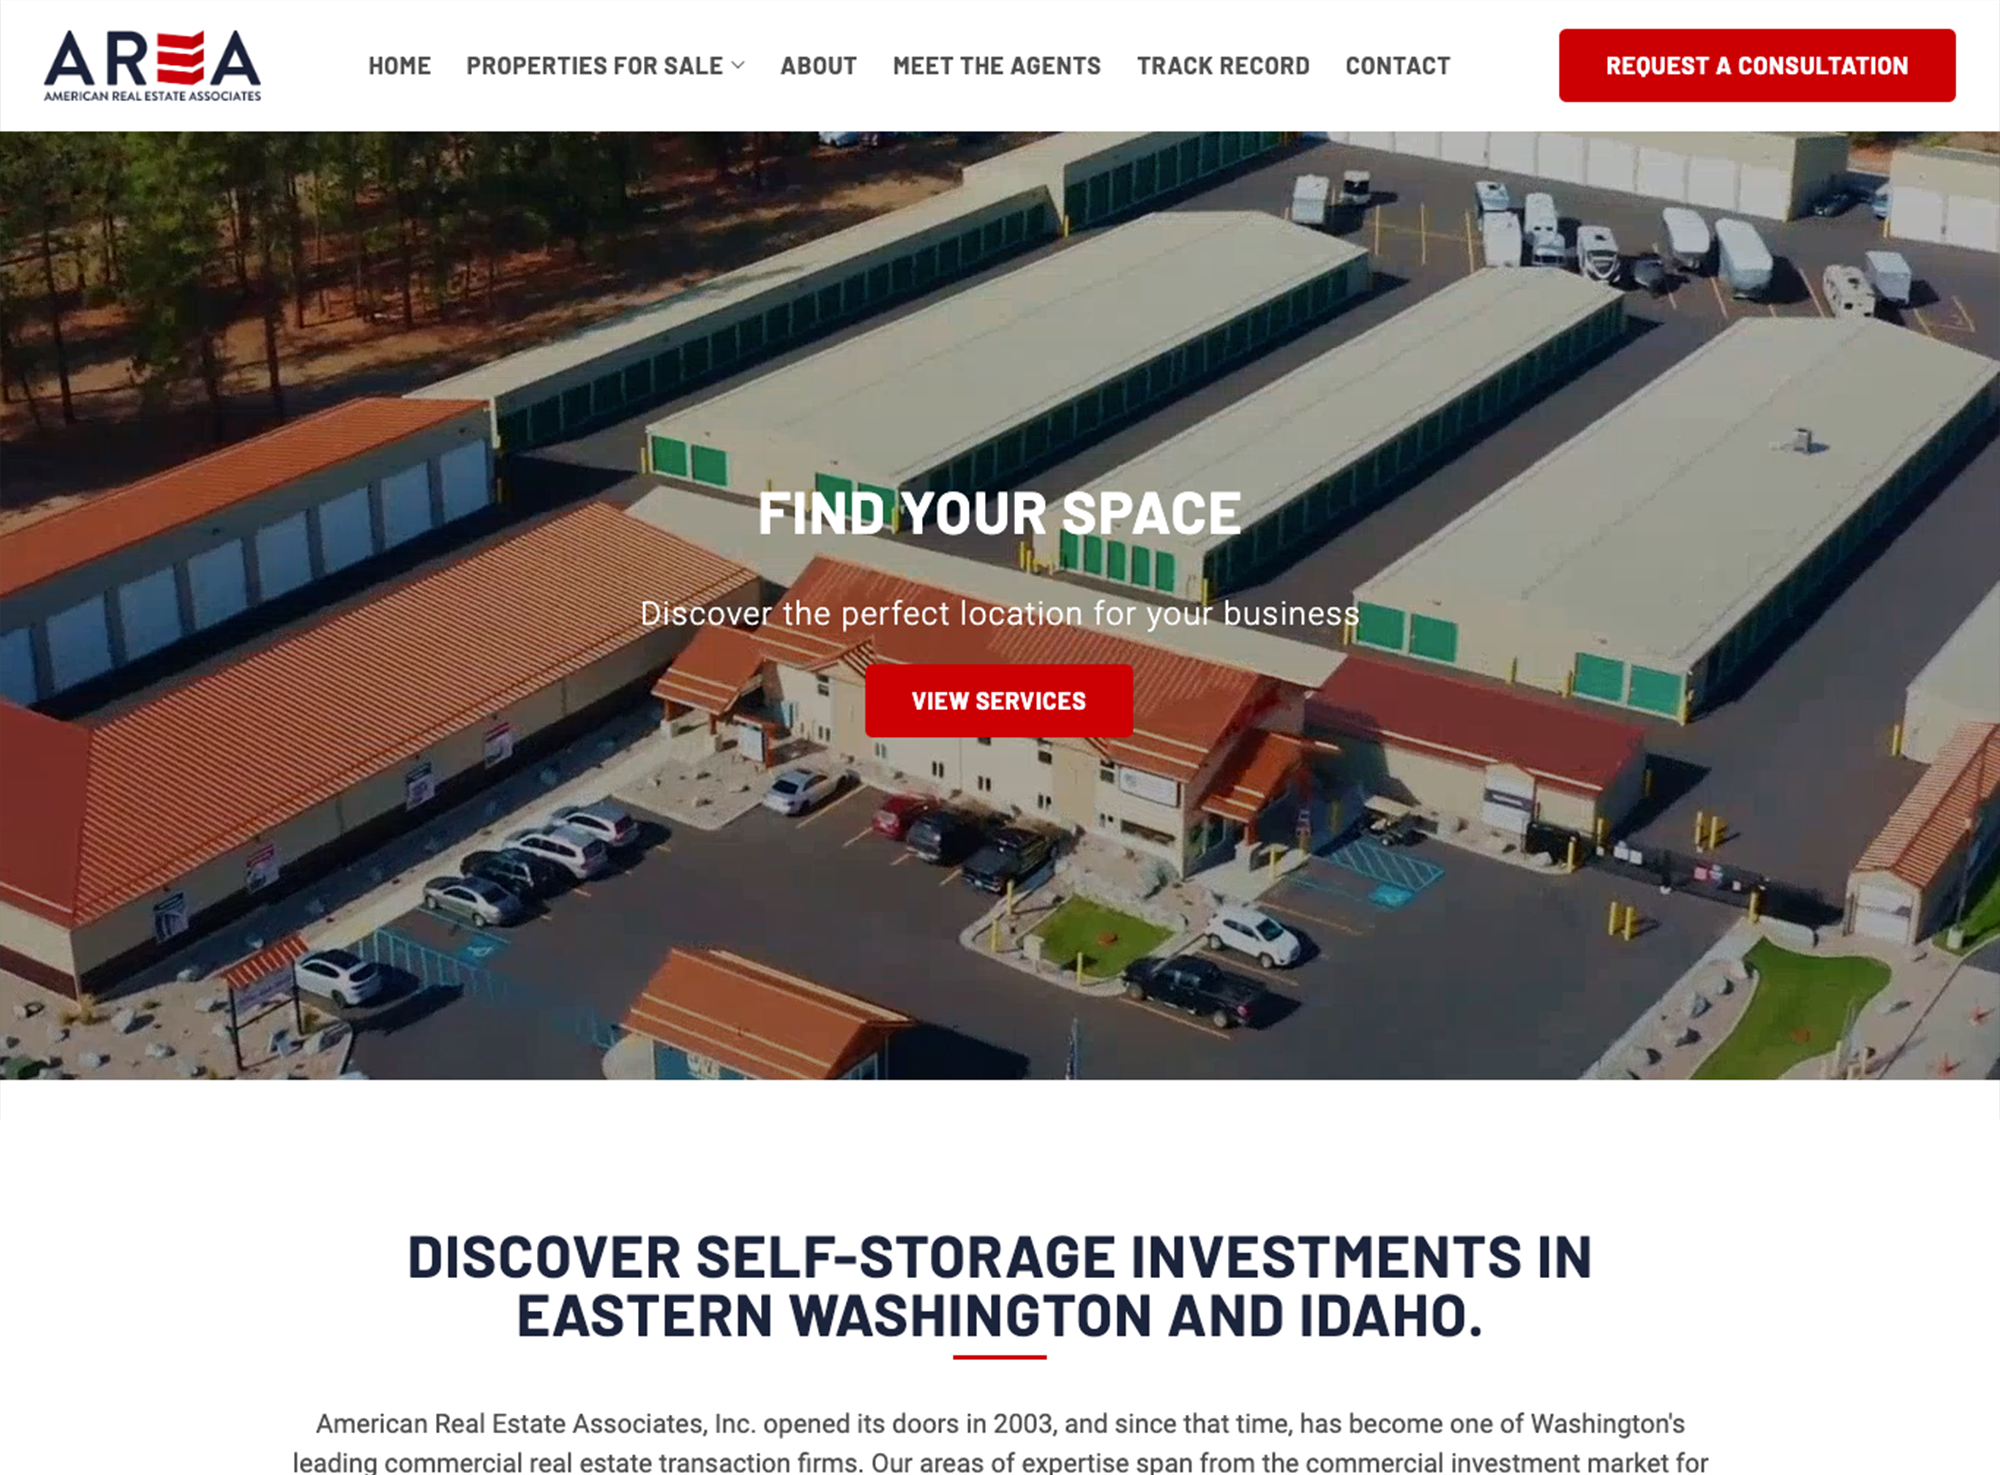 AREA
AMERICAN REAL ESTATE ASSOCIATES
HOME
PROPERTIES FOR SALE
ABOUT
MEET THE AGENTS
TRACK RECORD
CONTACT
REQUEST A CONSULTATION
FIND YOUR SPACE
Discover the perfect location for your business
VIEW SERVICES
DISCOVER SELF-STORAGE INVESTMENTS IN
EASTERN WASHINGTON AND IDAHO.
American Real Estate Associates, Inc. opened its doors in 2003, and since that time, has become one of Washington's
leading commercial real estate transaction firms. Our areas of expertise span from the commercial investment market for